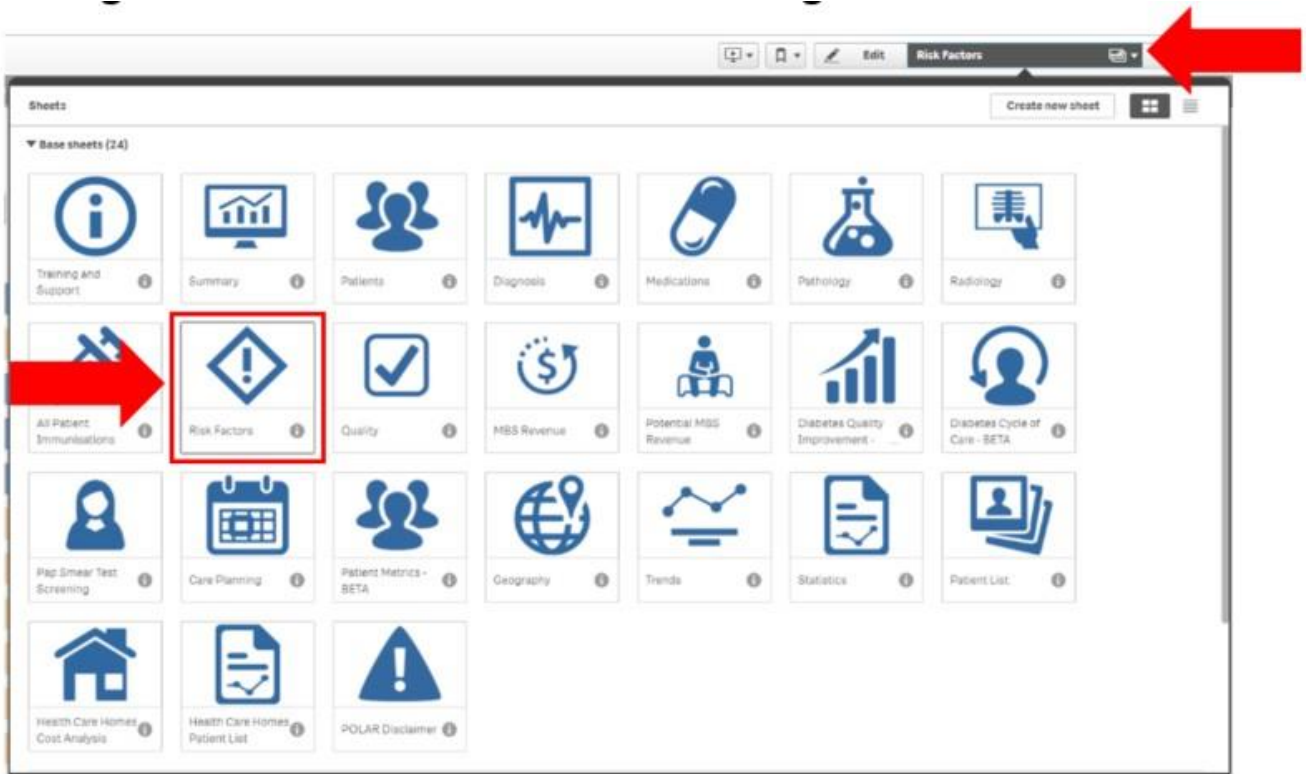 Edit Risk Factors
Sheets Create new sheet
Base sheets (24)
Training and
Support
Summary
Patients
Diagnosis
Medications
Pathology
Radiology
All Patient
Immunisations
Risk Factors
Quality
MBS Revenue
Potential MBS
Revenue
Diabetes Quality
Improvement - ...
Diabetes Cycle of
Care - BETA
Pap Smear Test
Screening
Care Planning
Patient Metrics -
BETA
Geography
Trends
Statistics
Patient List
Health Care Homes
Cost Analysis
Health Care Homes
Patient List
POLAR Disclaimer